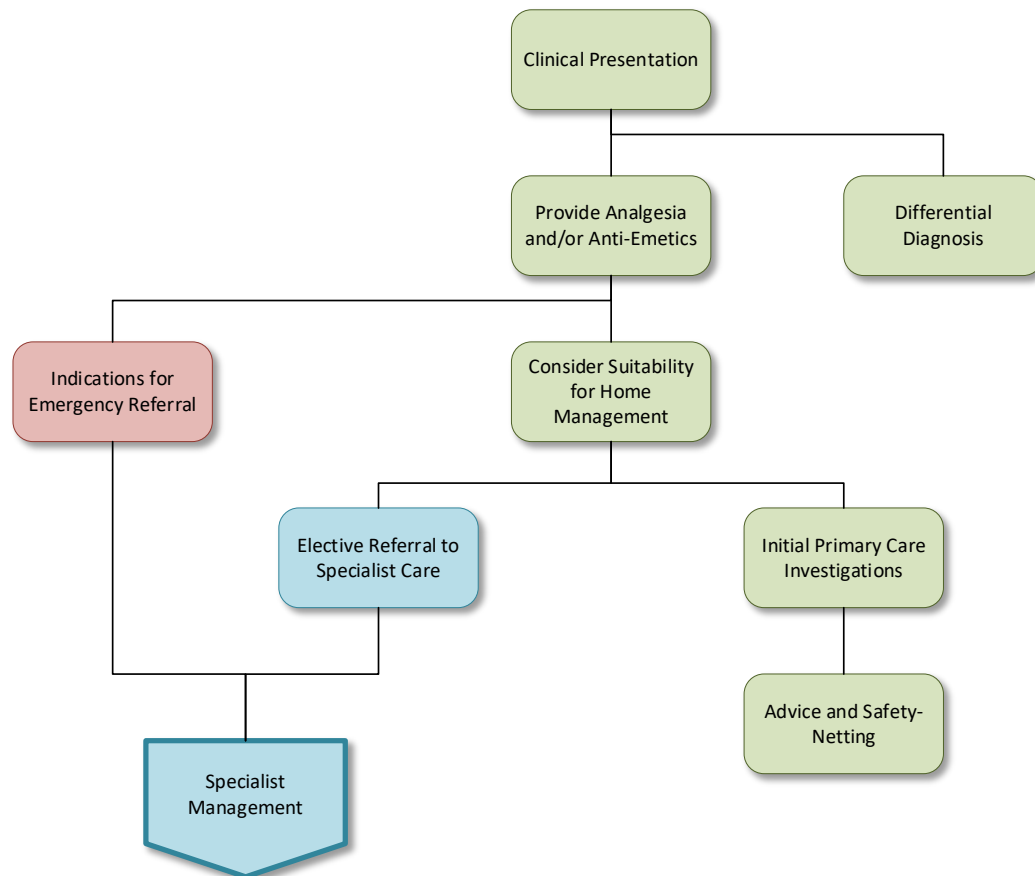 Clinical Presentation
Provide Analgesia
and/or Anti-Emetics
Differential
Diagnosis
Indications for
Emergency Referral
Consider Suitability
for Home
Management
Elective Referral to
Specialist Care
Initial Primary Care
Investigations
Advice and Safety-
Netting
Specialist
Management